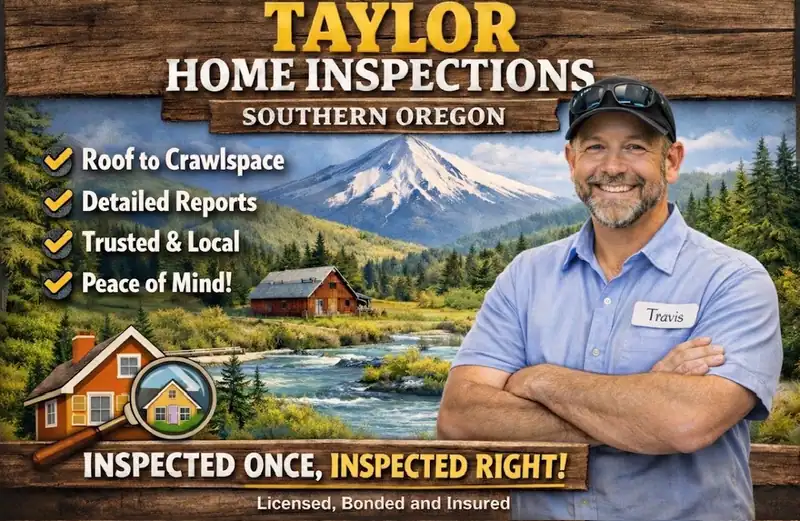 TAYLOR
HOME INSPECTIONS
SOUTHERN OREGON
Roof to Crawlspace
Detailed Reports
Trusted & Local
Peace of Mind!
Travis
INSPECTED ONCE, INSPECTED RIGHT!
Licensed, Bonded and Insured